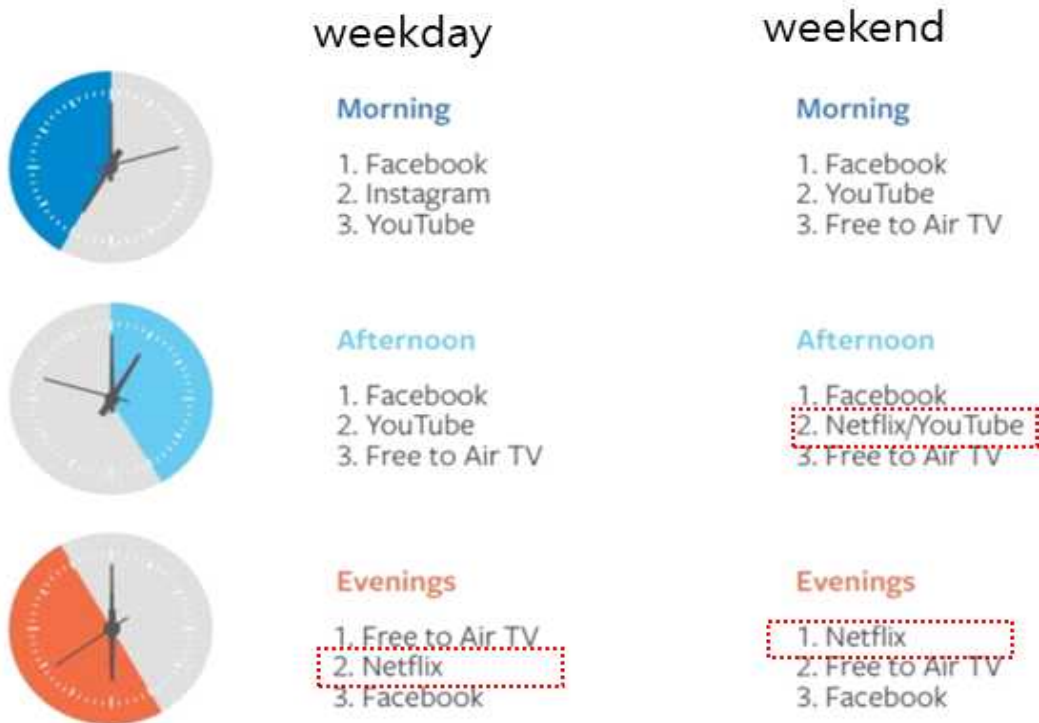 weekday
weekend
Morning
1. Facebook
2. Instagram
3. YouTube
Morning
1. Facebook
2. YouTube
3. Free to Air TV
Afternoon
1. Facebook
2. YouTube
3. Free to Air TV
Afternoon
1. Facebook
2. Netflix/YouTube
3. Free to Air TV
Evenings
1. Free to Air TV
2. Netflix
3. Facebook
Evenings
1. Netflix
2. Free to Air TV
3. Facebook